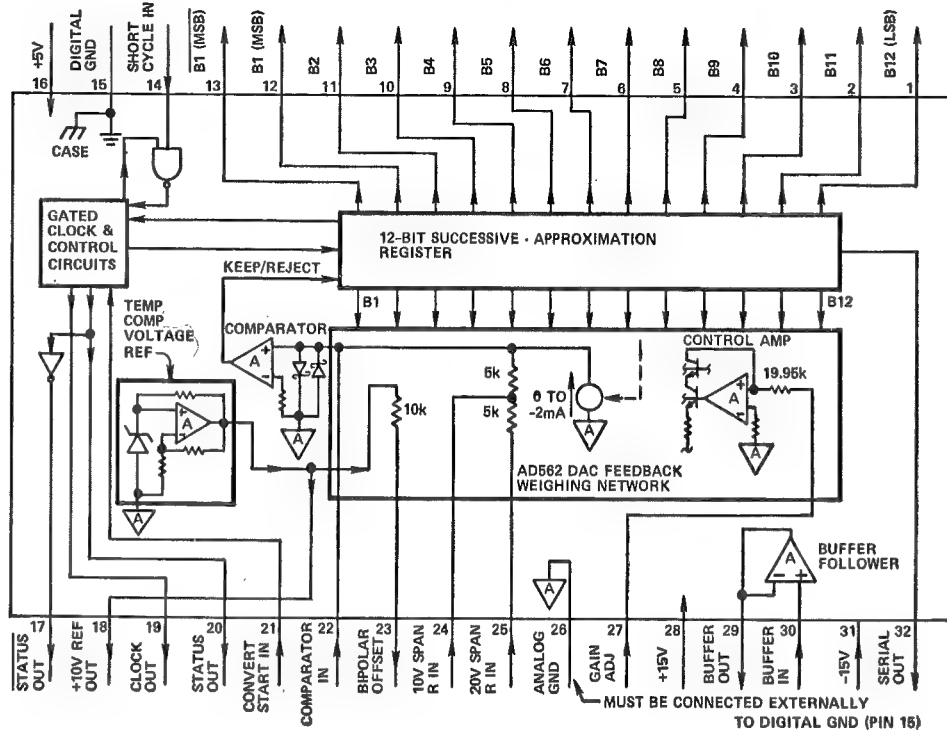 +5V
DIGITAL
GND
SHORT
CYCLE IN
B1 (MSB)
B1 (MSB)
B2
B3
B4
B5
B6
B7
B8
B9
B10
B11
B12 (LSB)
16
15
14
13
12
11
10
9
8
7
6
5
4
3
2
1
CASE
GATED
CLOCK &
CONTROL
CIRCUITS
12-BIT SUCCESSIVE - APPROXIMATION
REGISTER
KEEP/REJECT
B1
B12
TEMP
COMP
VOLTAGE
REF
COMPARATOR
CONTROL AMP
+
A
-
5k
5k
10k
0 TO
-2mA
19.95k
A
+
A
-
A
A
A
A
AD562 DAC FEEDBACK
WEIGHING NETWORK
A
A
- +
BUFFER
FOLLOWER
17
18
19
20
21
22
23
24
25
26
27
28
29
30
31
32
STATUS
OUT
+10V REF
OUT
CLOCK
OUT
STATUS
OUT
CONVERT
START IN
COMPARATOR
IN
BIPOLAR
OFFSET
10V SPAN
R IN
20V SPAN
R IN
ANALOG
GND
GAIN
ADJ
+15V
BUFFER
OUT
BUFFER
IN
-15V
SERIAL
OUT
MUST BE CONNECTED EXTERNALLY
TO DIGITAL GND (PIN 15)